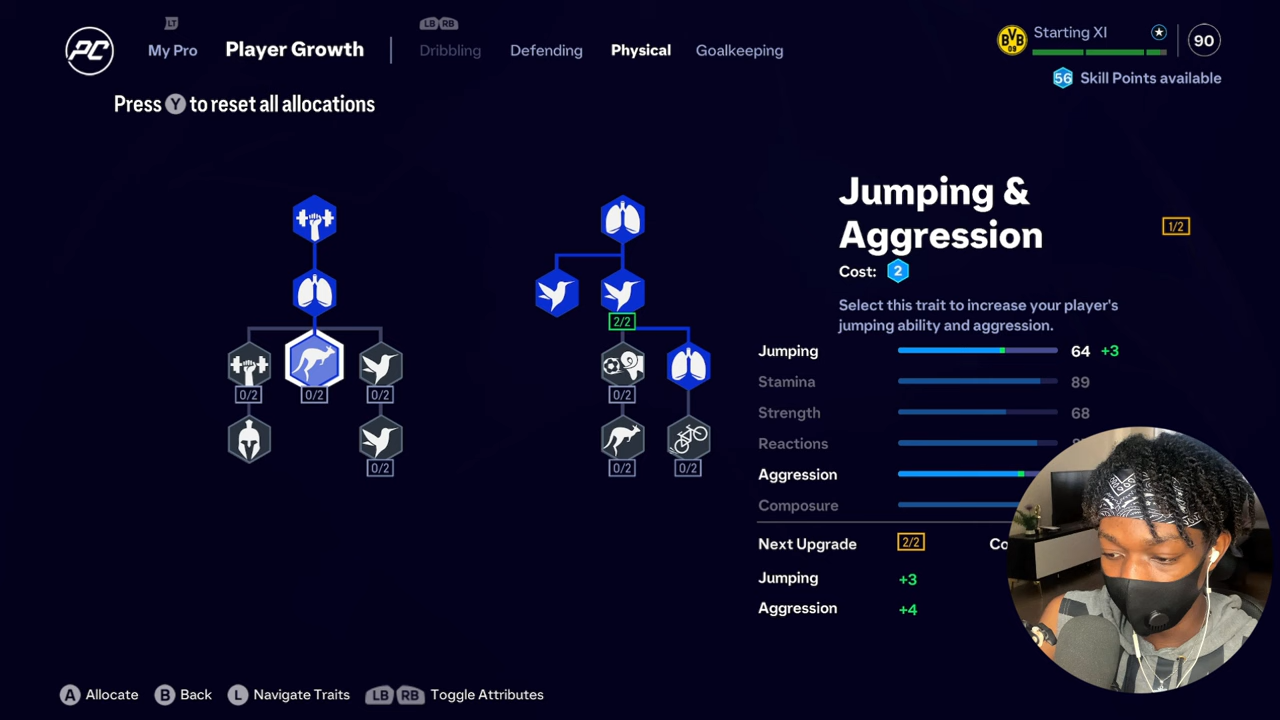 LT
LB RB
My Pro
Player Growth
Dribbling
Defending
Physical
Goalkeeping
BVB
09
Starting XI
90
56 Skill Points available
Press Y to reset all allocations
Jumping &
Aggression
1/2
Cost: 2
Select this trait to increase your player's
jumping ability and aggression.
Jumping 64 +3
Stamina 89
Strength 68
Reactions
Aggression
Composure
Next Upgrade 2/2
Jumping +3
Aggression +4
2/2
0/2
0/2
0/2
0/2
0/2
0/2
0/2
A Allocate
B Back
L Navigate Traits
LB RB Toggle Attributes